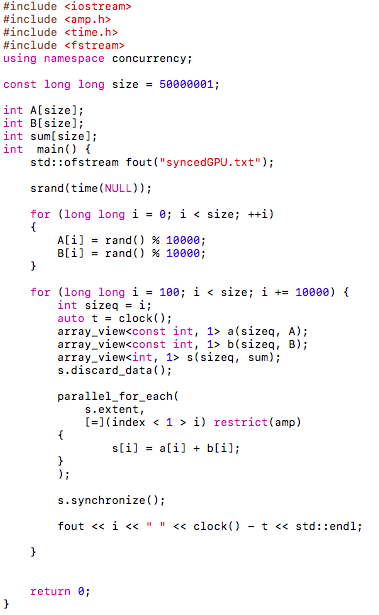 #include <iostream>
#include <amp.h>
#include <time.h>
#include <fstream>
using namespace concurrency;

const long long size = 50000001;

int A[size];
int B[size];
int sum[size];
int  main() {
    std::ofstream fout("syncedGPU.txt");

    srand(time(NULL));

    for (long long i = 0; i < size; ++i)
    {
        A[i] = rand() % 10000;
        B[i] = rand() % 10000;
    }

    for (long long i = 100; i < size; i += 10000) {
        int sizeq = i;
        auto t = clock();
        array_view<const int, 1> a(sizeq, A);
        array_view<const int, 1> b(sizeq, B);
        array_view<int, 1> s(sizeq, sum);
        s.discard_data();

        parallel_for_each(
            s.extent,
            [=](index < 1 > i) restrict(amp)
        {
                s[i] = a[i] + b[i];
        }
        );

        s.synchronize();

        fout << i << " " << clock() - t << std::endl;

    }


    return 0;
}